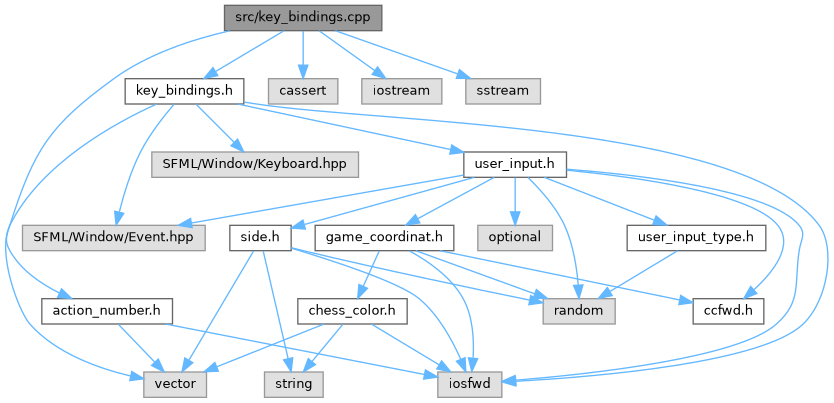 src/key_bindings.cpp
key_bindings.h
cassert
iostream
sstream
SFML/Window/Keyboard.hpp
user_input.h
SFML/Window/Event.hpp
side.h
game_coordinat.h
optional
user_input_type.h
action_number.h
chess_color.h
random
ccfwd.h
vector
string
iosfwd